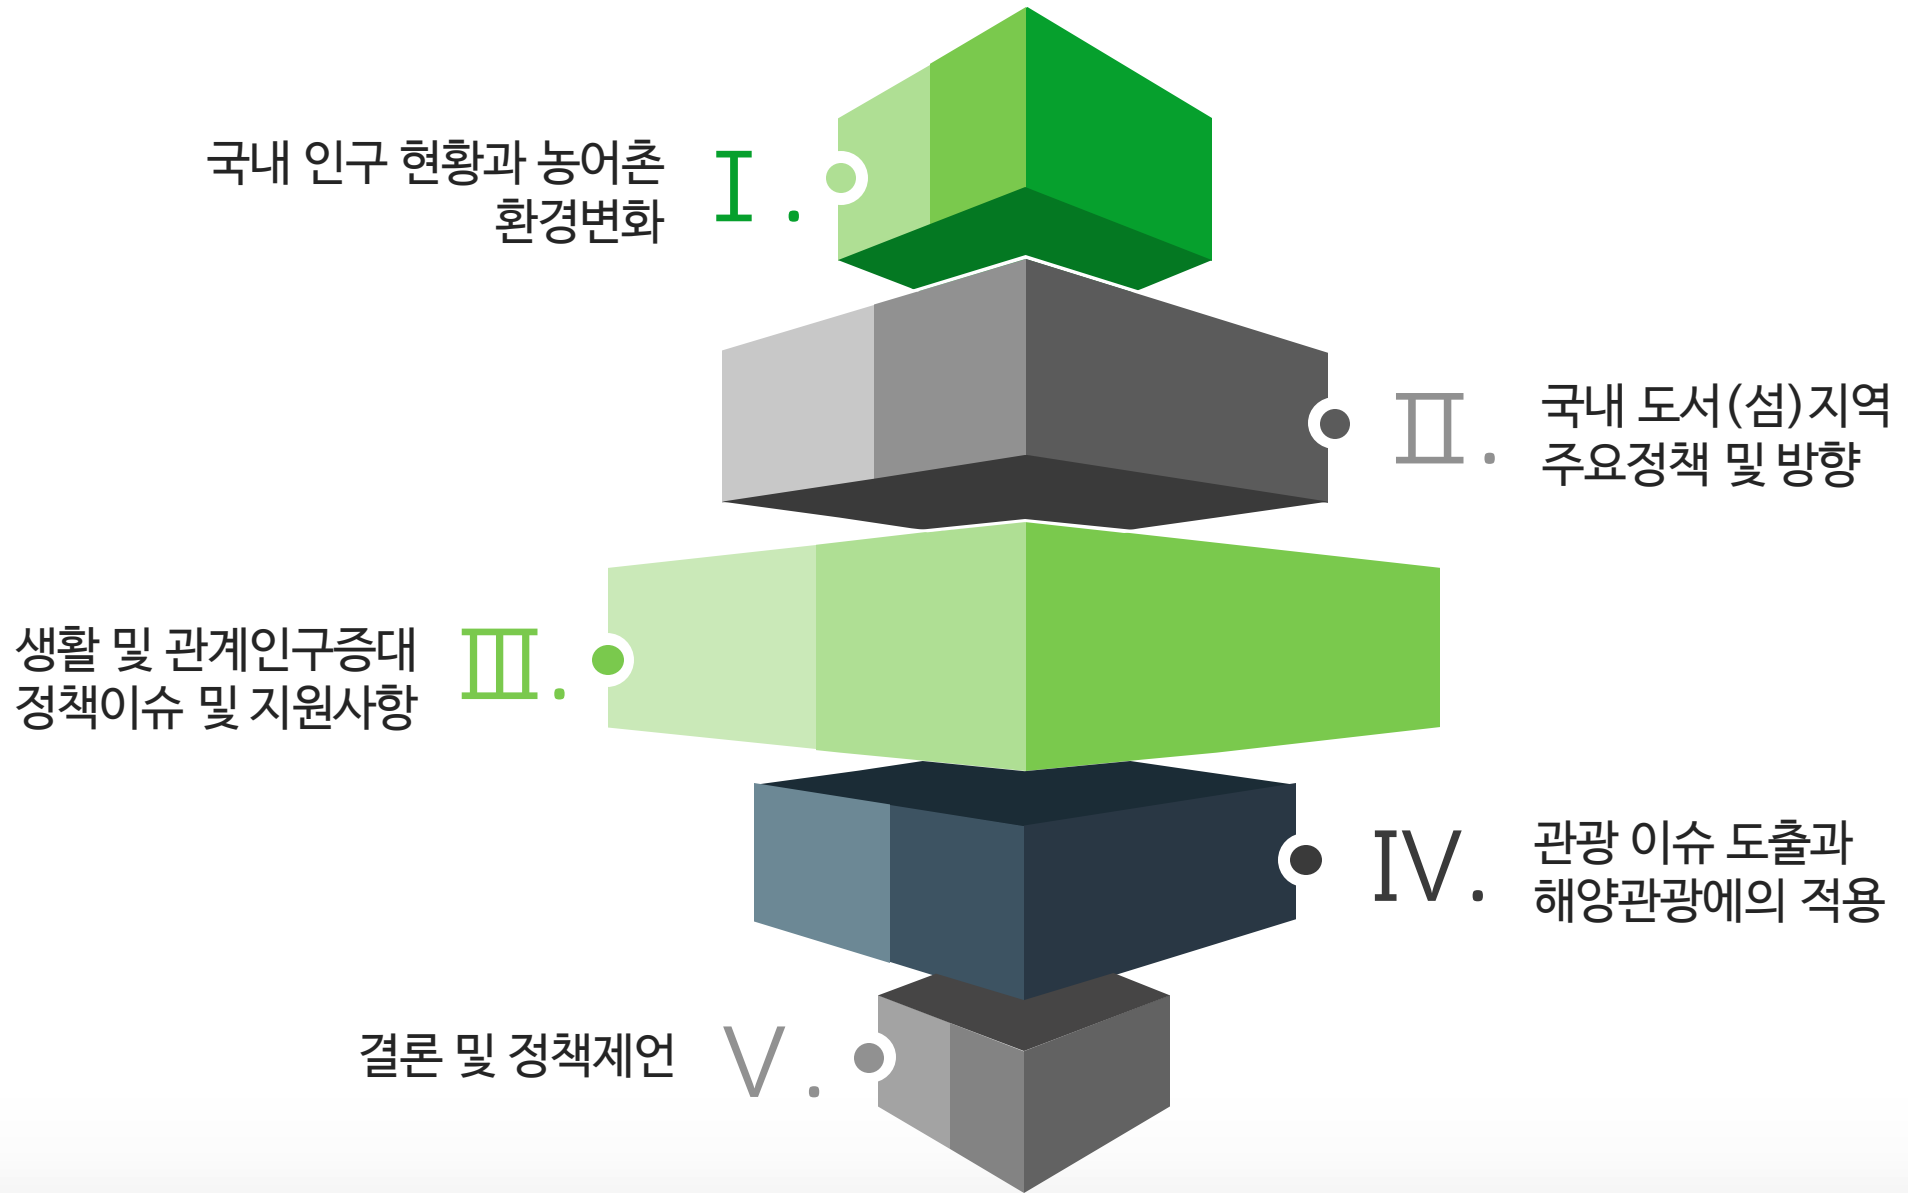 국내 인구 현황과 농어촌
환경변화
Ⅰ.
Ⅱ.
국내 도서(섬)지역
주요정책 및 방향
생활 및 관계인구증대
정책이슈 및 지원사항
Ⅲ.
Ⅳ.
관광 이슈 도출과
해양관광에의 적용
결론 및 정책제언
Ⅴ.